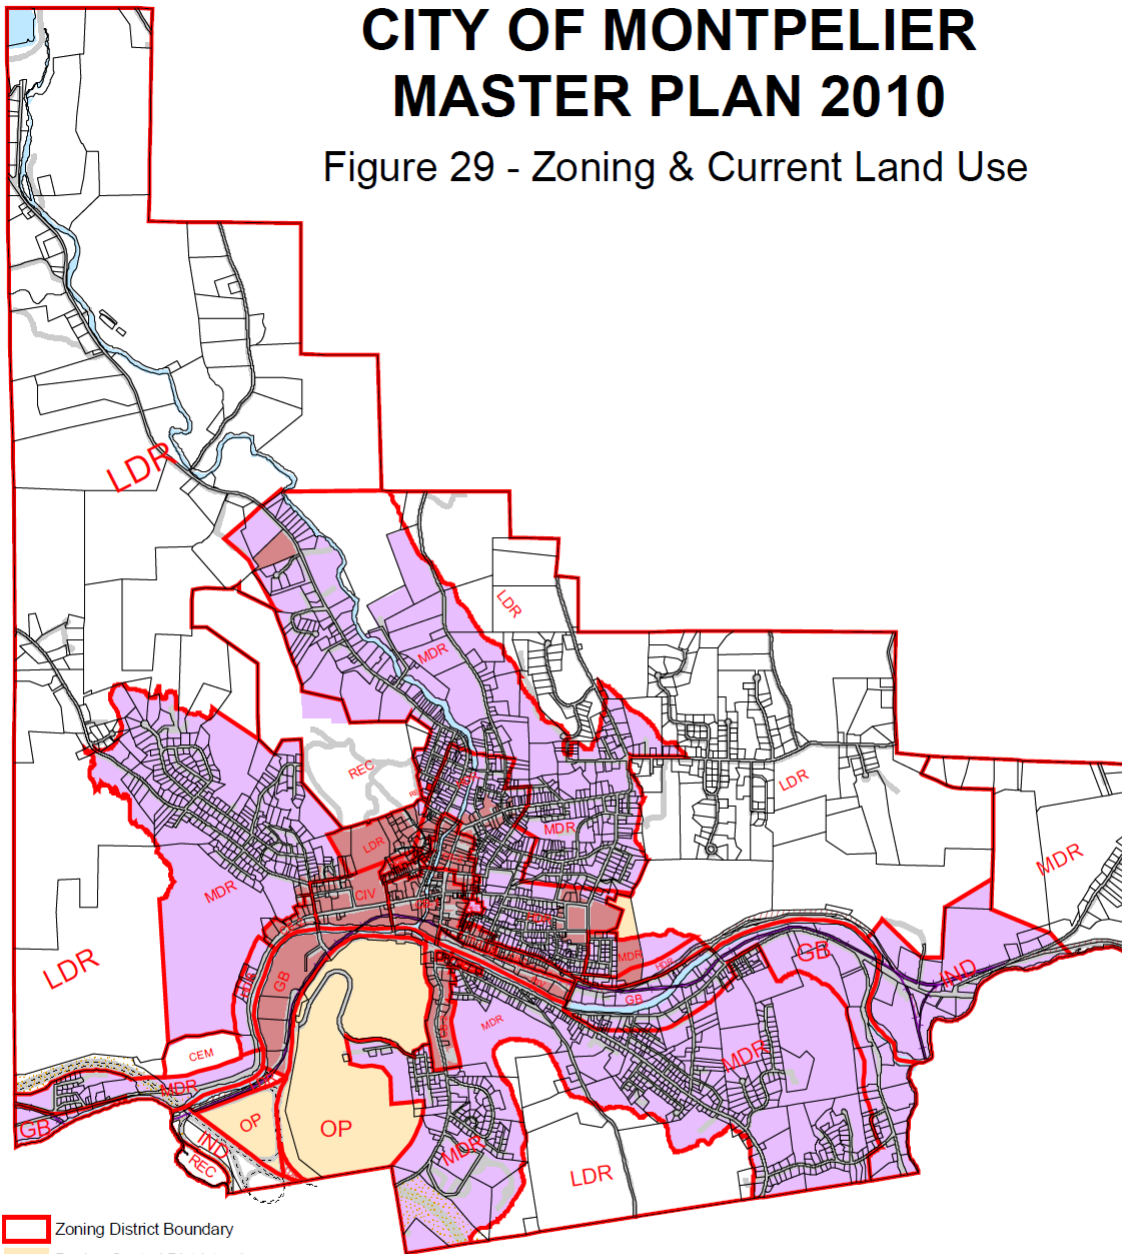 CITY OF MONTPELIER
MASTER PLAN 2010
Figure 29 - Zoning & Current Land Use
LDR
LDR
MDR
REC
LDR
LDR
MDR
MDR
MDR
CIV
LDR
GB
MDR
MDR
GB
IND
GB
MDR
MDR
CEM
MDR
GB
OP
OP
IND
REC
MDR
LDR
Zoning District Boundary